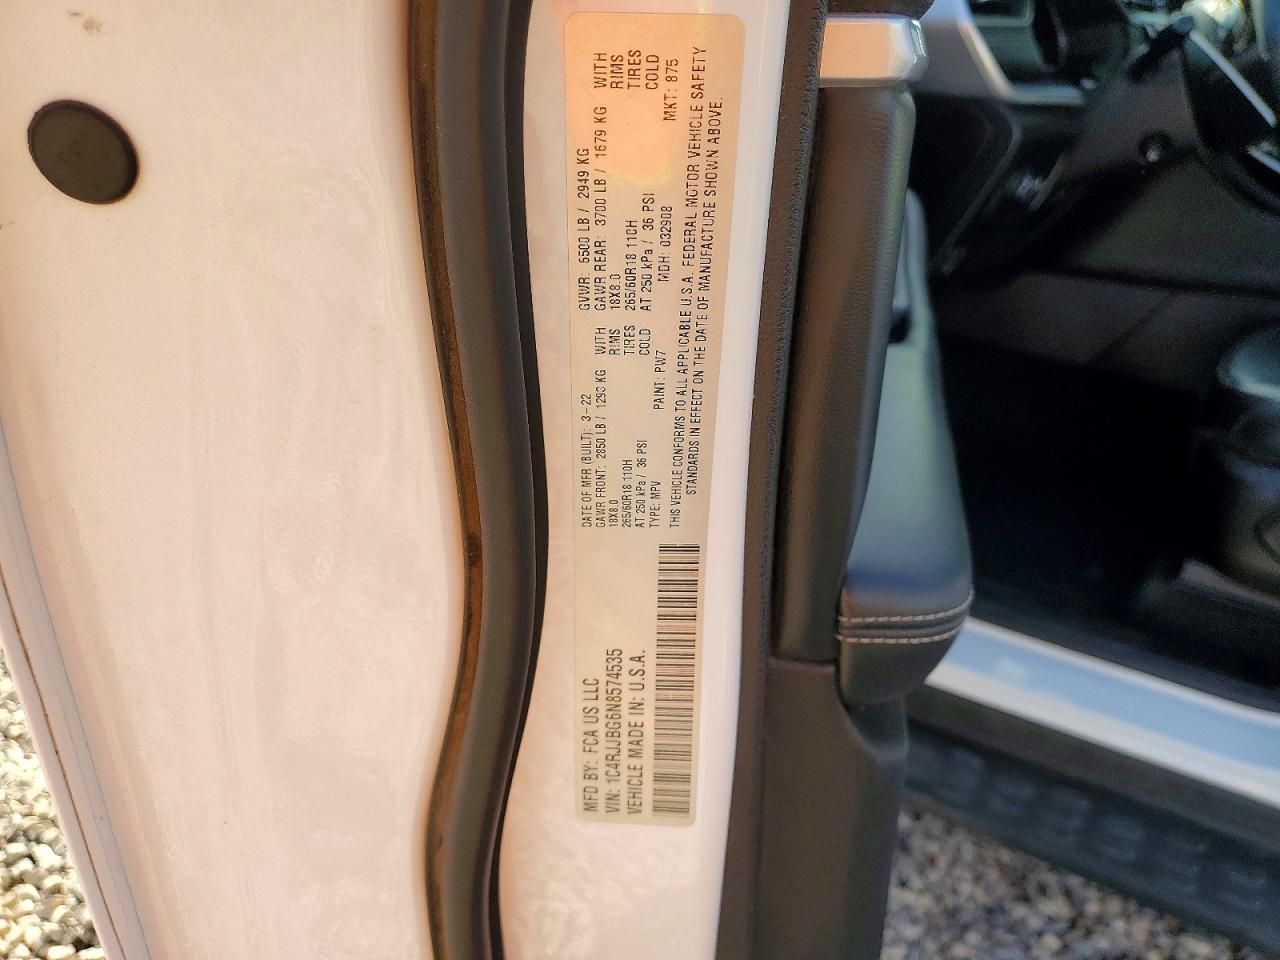 MFD BY: FCA US LLC
VIN: 1C4RJJBG6N8574535
VEHICLE MADE IN: U.S.A.
DATE OF MFR (BUILT): 3-22 GVWR: 6500 LB / 2949 KG
GAWR FRONT: 2850 LB / 1293 KG WITH GAWR REAR: 3700 LB / 1679 KG WITH
18X8.0 RIMS 18X8.0 RIMS
265/60R18 110H TIRES 265/60R18 110H TIRES
AT 250 kPa / 36 PSI COLD AT 250 kPa / 36 PSI COLD
TYPE: MPV PAINT: PW7 MDH: 032908 MKT: 875
THIS VEHICLE CONFORMS TO ALL APPLICABLE U.S.A. FEDERAL MOTOR VEHICLE SAFETY
STANDARDS IN EFFECT ON THE DATE OF MANUFACTURE SHOWN ABOVE.